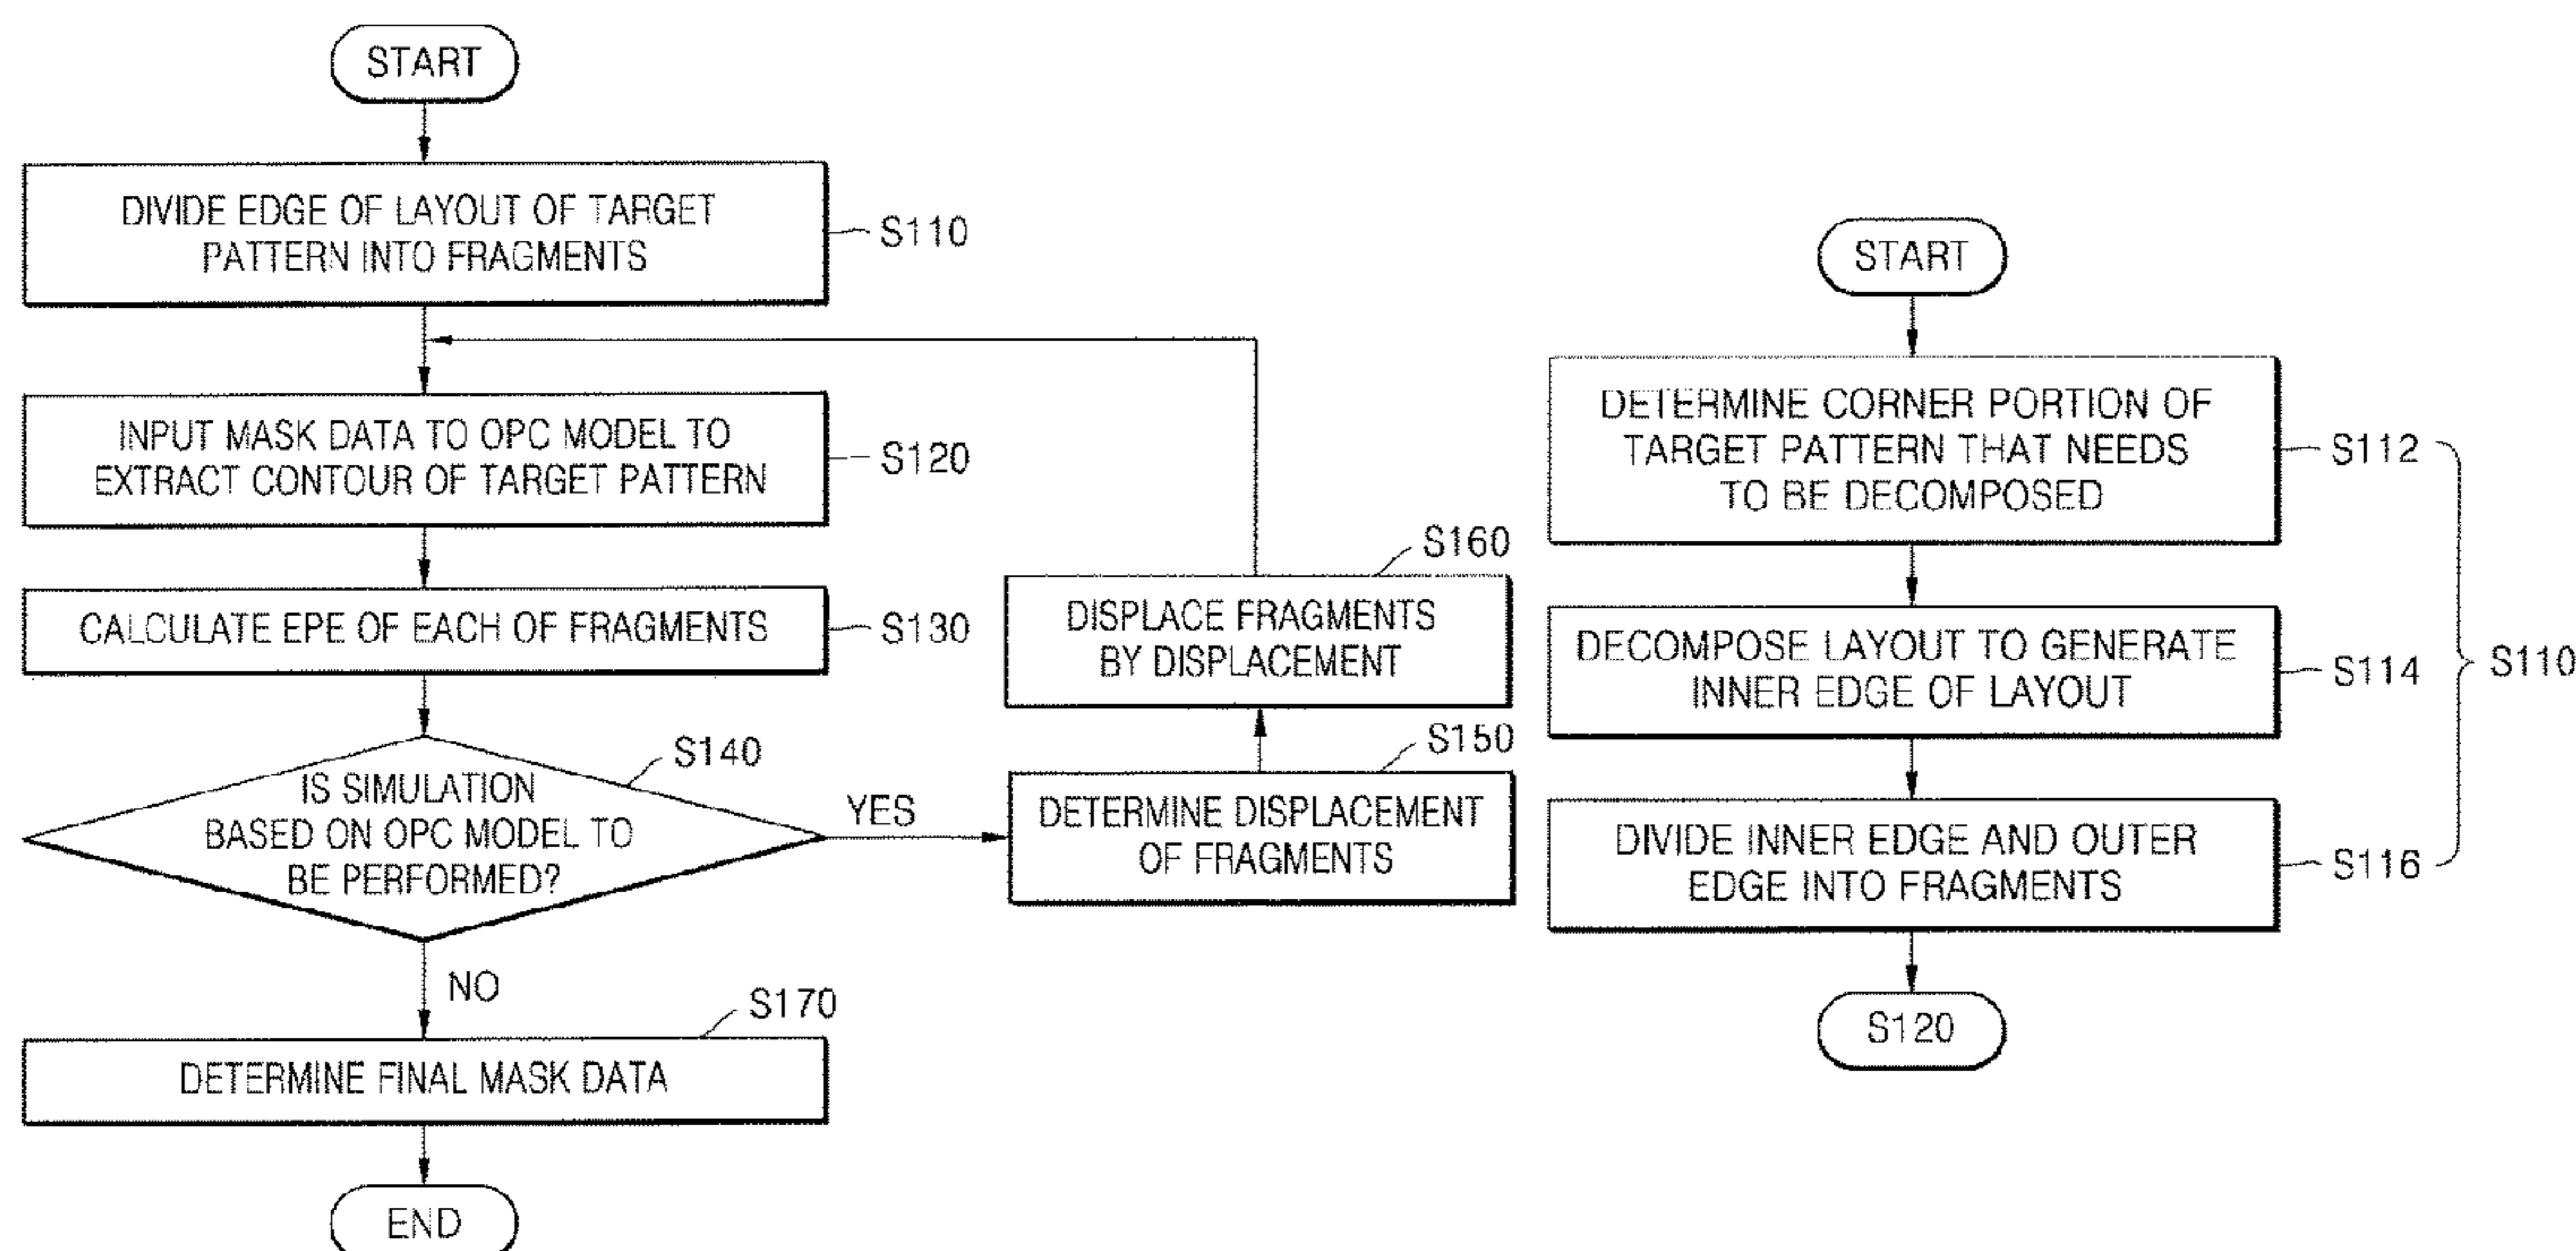 START
DIVIDE EDGE OF LAYOUT OF TARGET
PATTERN INTO FRAGMENTS
S110
INPUT MASK DATA TO OPC MODEL TO
EXTRACT CONTOUR OF TARGET PATTERN
S120
CALCULATE EPE OF EACH OF FRAGMENTS
S130
IS SIMULATION
BASED ON OPC MODEL TO
BE PERFORMED?
S140
YES
NO
DETERMINE DISPLACEMENT
OF FRAGMENTS
S150
DISPLACE FRAGMENTS
BY DISPLACEMENT
S160
DETERMINE FINAL MASK DATA
S170
END
START
DETERMINE CORNER PORTION OF
TARGET PATTERN THAT NEEDS
TO BE DECOMPOSED
S112
DECOMPOSE LAYOUT TO GENERATE
INNER EDGE OF LAYOUT
S114
S110
DIVIDE INNER EDGE AND OUTER
EDGE INTO FRAGMENTS
S116
S120